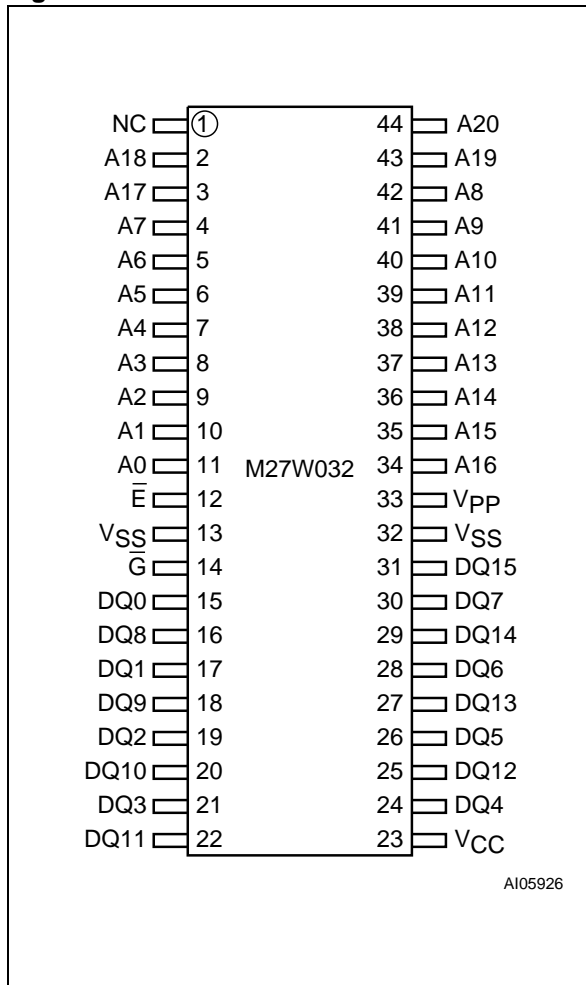 NC 1 44 A20
A18 2 43 A19
A17 3 42 A8
A7 4 41 A9
A6 5 40 A10
A5 6 39 A11
A4 7 38 A12
A3 8 37 A13
A2 9 36 A14
A1 10 35 A15
A0 11 M27W032 34 A16
E̅ 12 33 VPP
VSS 13 32 VSS
G̅ 14 31 DQ15
DQ0 15 30 DQ7
DQ8 16 29 DQ14
DQ1 17 28 DQ6
DQ9 18 27 DQ13
DQ2 19 26 DQ5
DQ10 20 25 DQ12
DQ3 21 24 DQ4
DQ11 22 23 VCC
AI05926